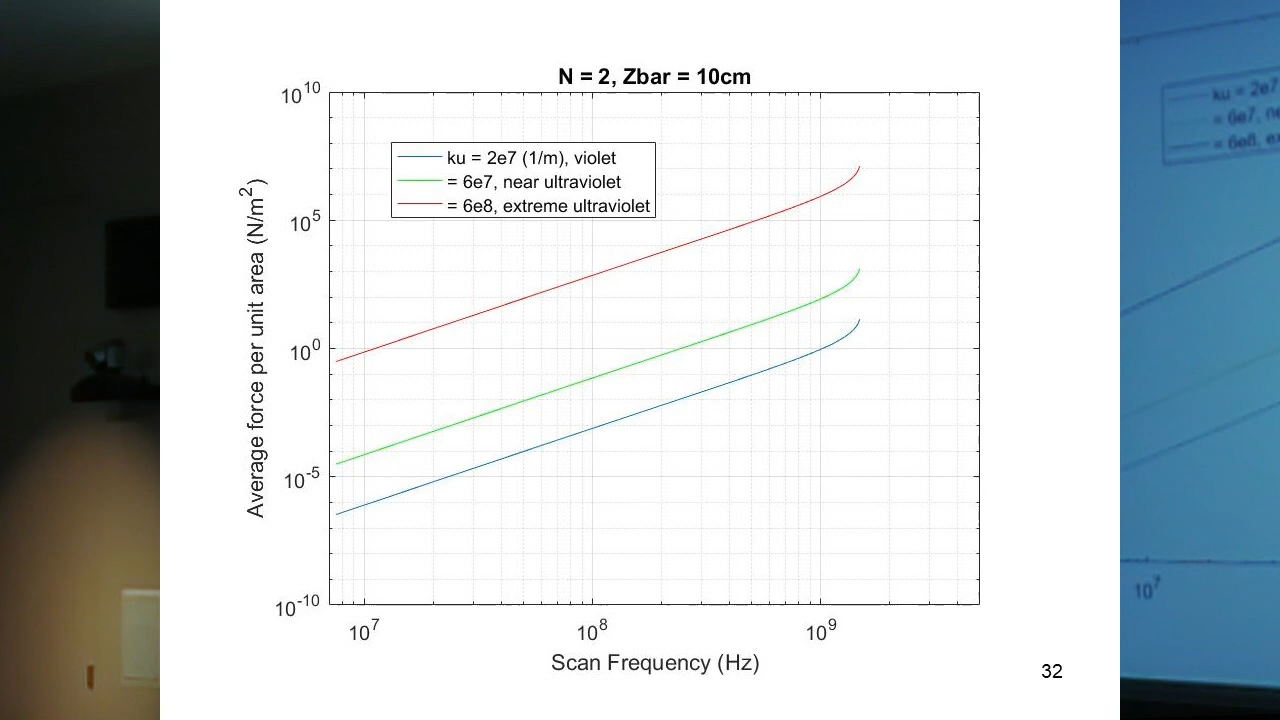 N = 2, Zbar = 10cm
10^10
10^5
10^0
10^-5
10^-10
Average force per unit area (N/m^2)
ku = 2e7 (1/m), violet
= 6e7, near ultraviolet
= 6e8, extreme ultraviolet
10^7
10^8
10^9
Scan Frequency (Hz)
32
ku = 2e7
= 6e7, ne
= 6e8, ex
10^7